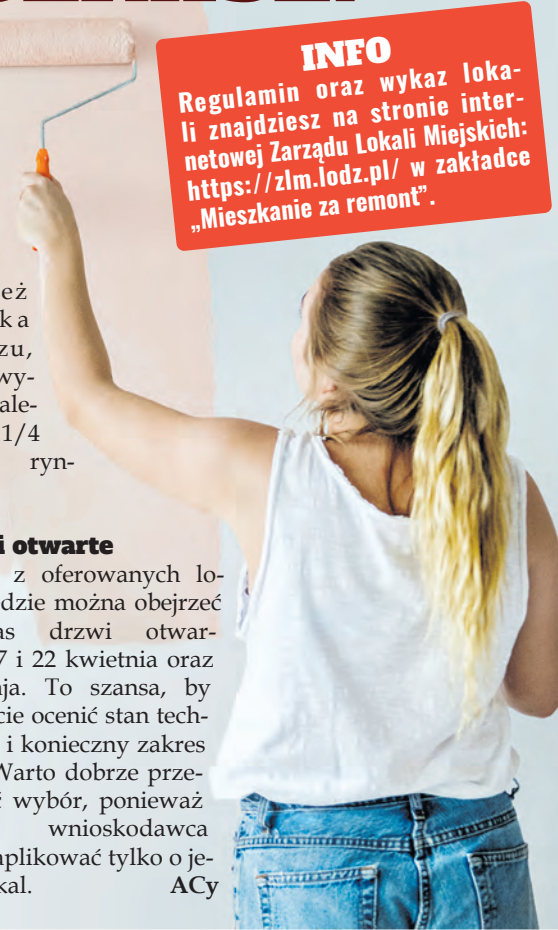 INFO
Regulamin oraz wykaz loka-
li znajdziesz na stronie inter-
netowej Zarządu Lokali Miejskich:
https://zlm.lodz.pl/ w zakładce
„Mieszkanie za remont”.
eż
ka
zu,
wy-
ale-
1/4
ryn-
i otwarte
z oferowanych lo-
dzie można obejrzeć
as drzwi otwar-
7 i 22 kwietnia oraz
ja. To szansa, by
cie ocenić stan tech-
i konieczny zakres
Warto dobrze prze-
ć wybór, ponieważ
wnioskodawca
aplikować tylko o je-
kal. ACy